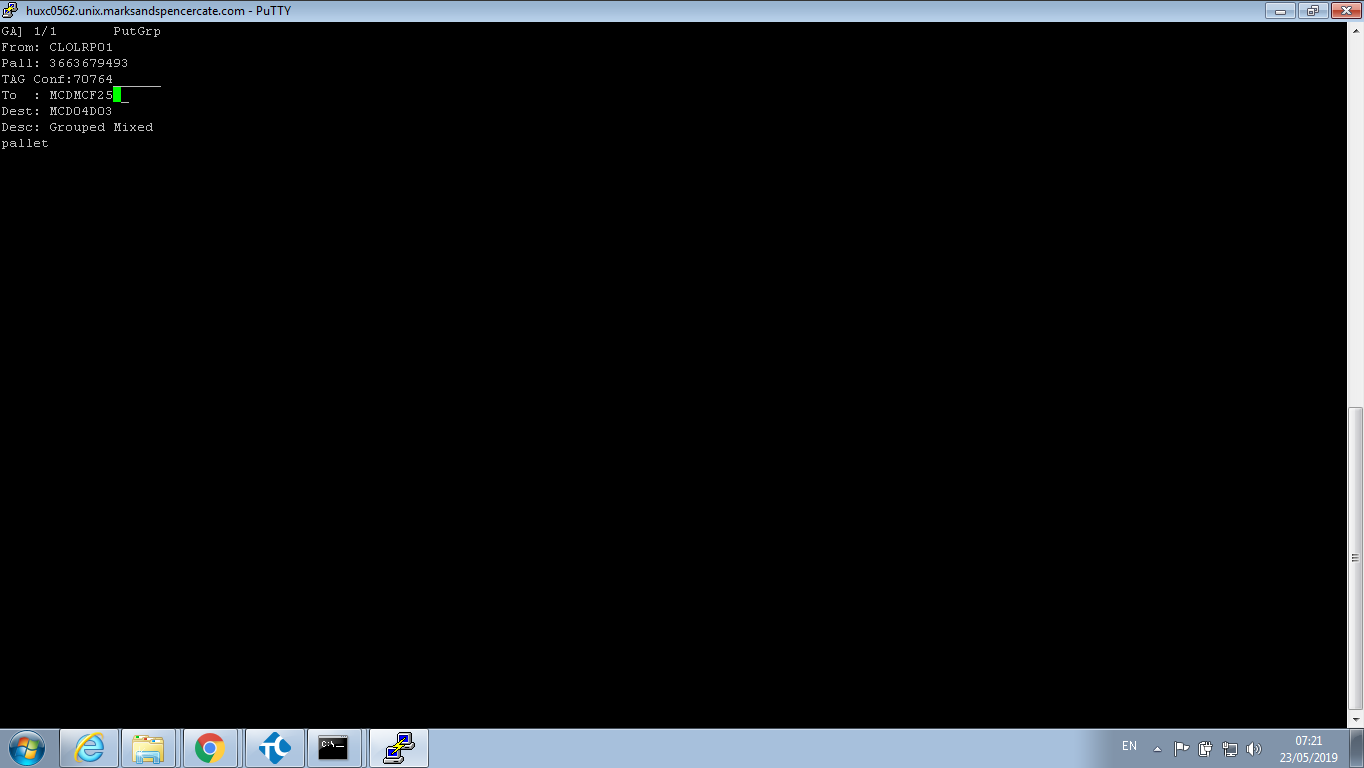 huxc0562.unix.marksandspencercate.com - PuTTY
GA] 1/1 PutGrp
From: CLOLRP01
Pall: 3663679493
TAG Conf:70764______
To : MCDMCF25 _
Dest: MCD04D03
Desc: Grouped Mixed
pallet
C:\_
EN
07:21
23/05/2019